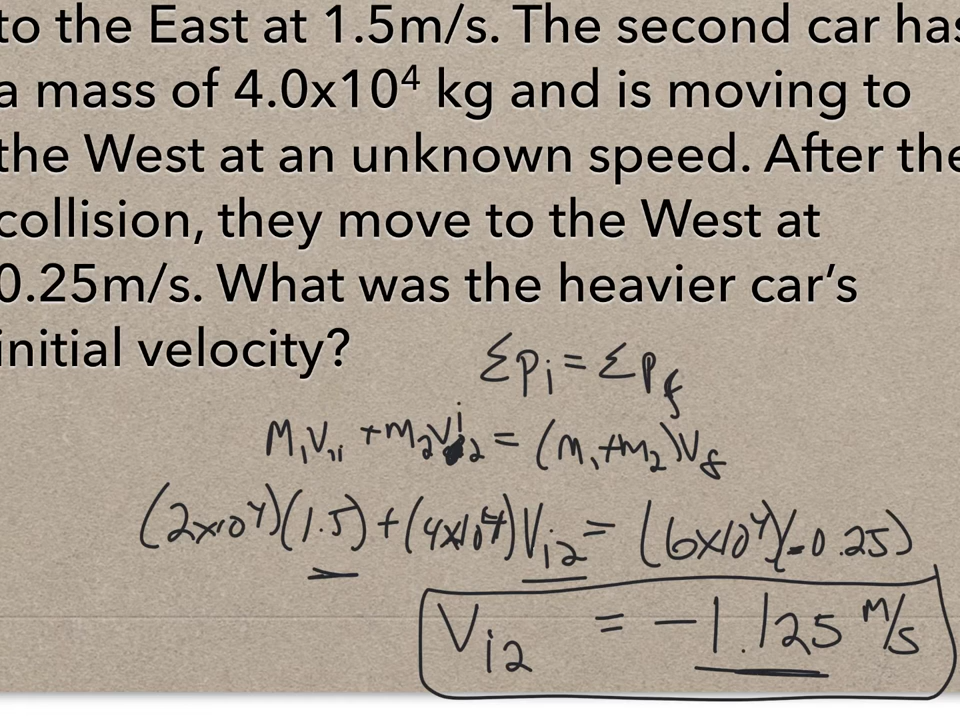 to the East at 1.5m/s. The second car has
a mass of 4.0x10⁴ kg and is moving to
the West at an unknown speed. After the
collision, they move to the West at
0.25m/s. What was the heavier car's
initial velocity?
Σpᵢ = Σp_f
M₁V₁ᵢ + m₂Vᵢ₂ = (m₁+m₂)V_f
(2x10⁴)(1.5) + (4x10⁴)Vᵢ₂ = (6x10⁴)(-0.25)
Vᵢ₂ = -1.125 m/s